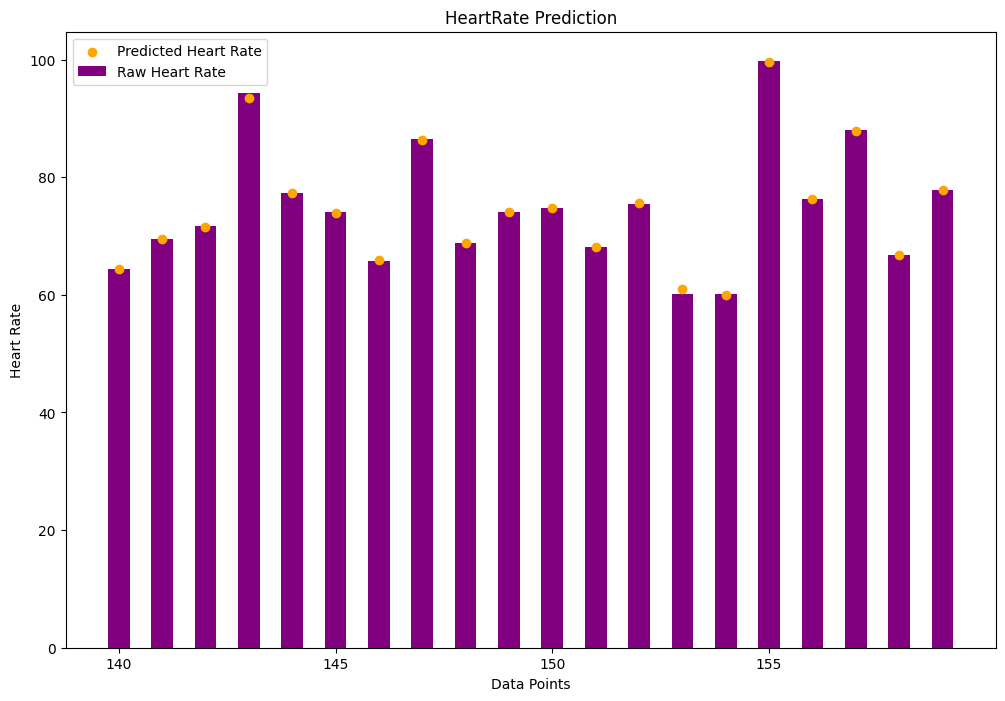 HeartRate Prediction
Predicted Heart Rate
Raw Heart Rate
100
80
60
40
20
0
Heart Rate
140 145 150 155
Data Points